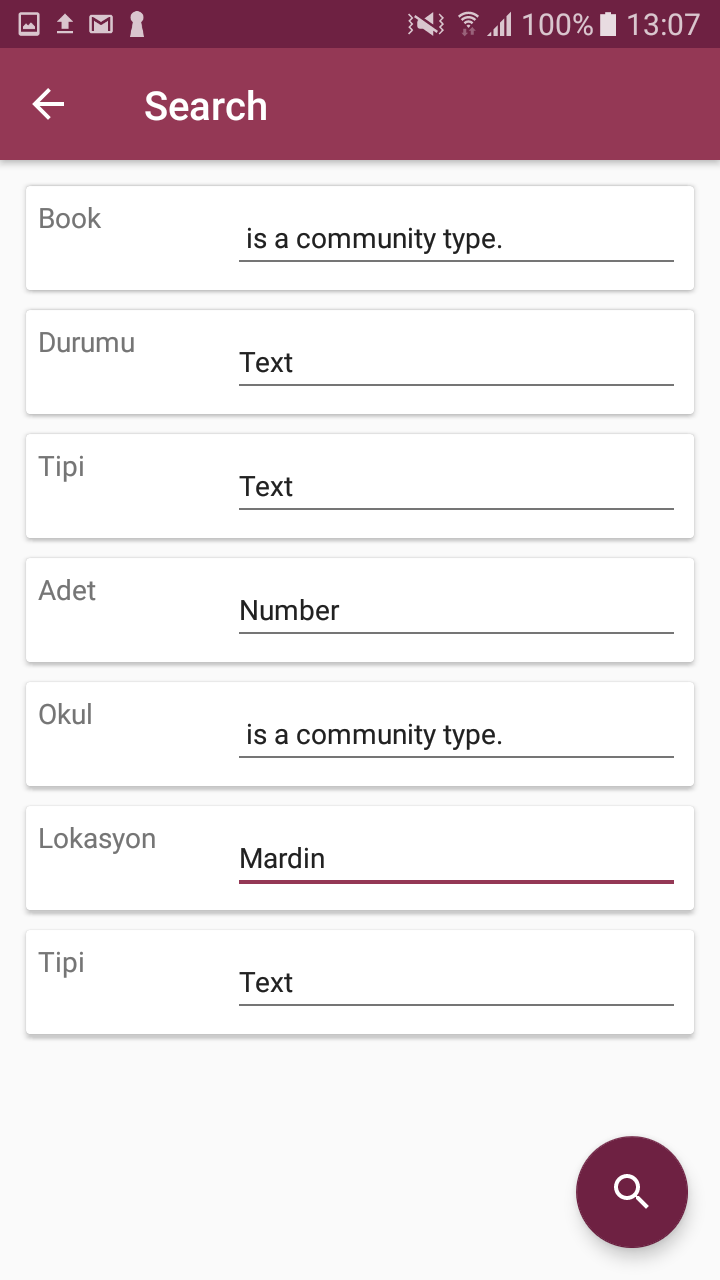 100% 13:07
Search
Book
is a community type.
Durumu
Text
Tipi
Text
Adet
Number
Okul
is a community type.
Lokasyon
Mardin
Tipi
Text